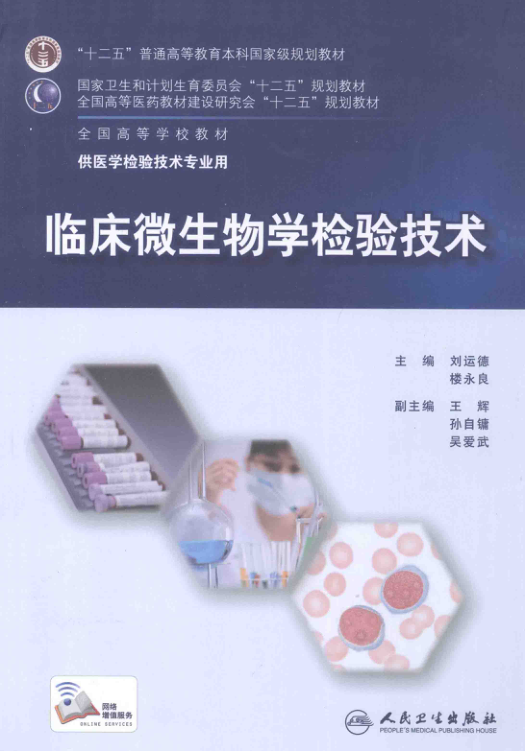 “十二五”普通高等教育本科国家级规划教材
国家卫生和计划生育委员会“十二五”规划教材
全国高等医药教材建设研究会“十二五”规划教材
全国高等学校教材
供医学检验技术专业用
临床微生物学检验技术
主 编 刘运德
楼永良
副主编 王 辉
孙自镛
吴爱武
网络
增值服务
ONLINE SERVICES
人民卫生出版社
PEOPLE'S MEDICAL PUBLISHING HOUSE